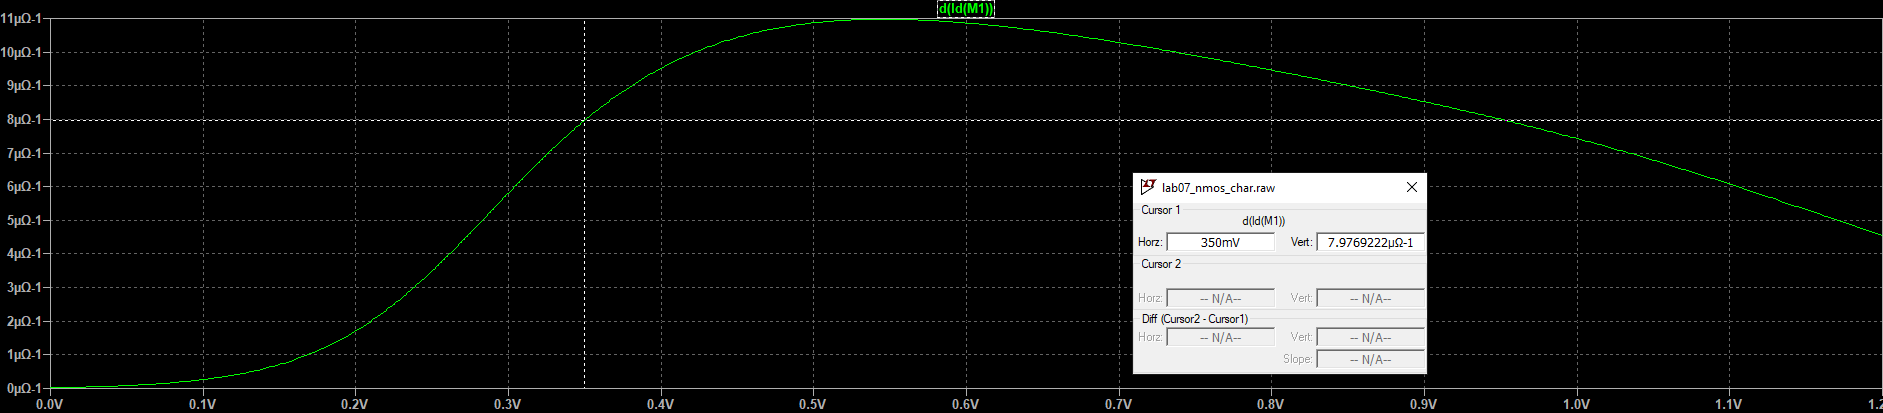 d(Id(M1))
11µΩ-1
10µΩ-1
9µΩ-1
8µΩ-1
7µΩ-1
6µΩ-1
5µΩ-1
4µΩ-1
3µΩ-1
2µΩ-1
1µΩ-1
0µΩ-1
0.0V 0.1V 0.2V 0.3V 0.4V 0.5V 0.6V 0.7V 0.8V 0.9V 1.0V 1.1V 1.2
lab07_nmos_char.raw
Cursor 1
d(Id(M1))
Horz: 350mV Vert: 7.9769222µΩ-1
Cursor 2
Horz: -- N/A-- Vert: -- N/A--
Diff (Cursor2 - Cursor1)
Horz: -- N/A-- Vert: -- N/A--
Slope: -- N/A--